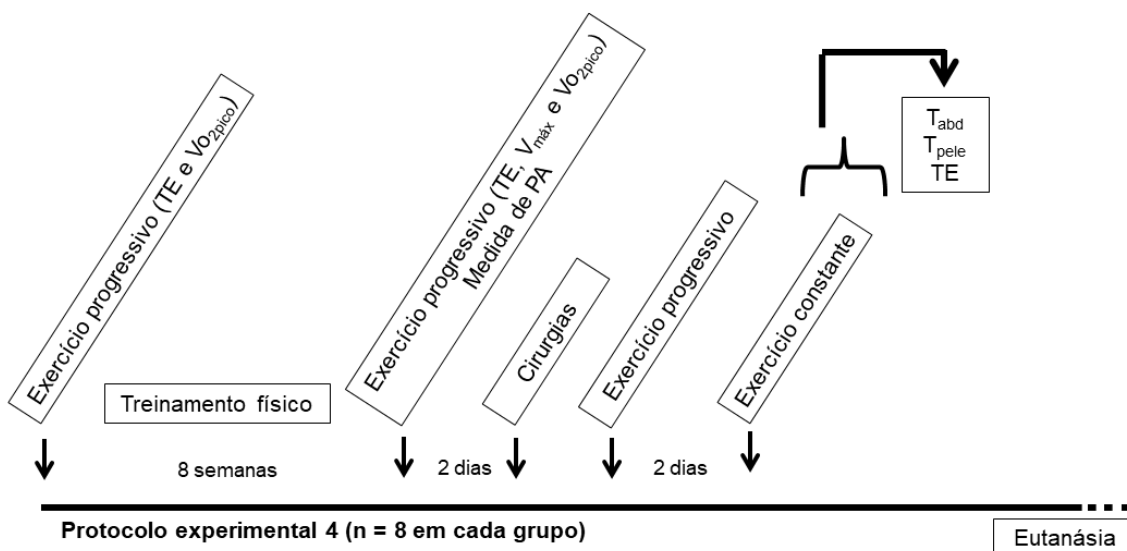 Exercício progressivo (TE e Vo2pico)
Treinamento físico
8 semanas
Exercício progressivo (TE, Vmáx e Vo2pico)
Medida de PA
2 dias
Cirurgias
Exercício progressivo
2 dias
Exercício constante
Tabd
Tpele
TE
Protocolo experimental 4 (n = 8 em cada grupo)
Eutanásia